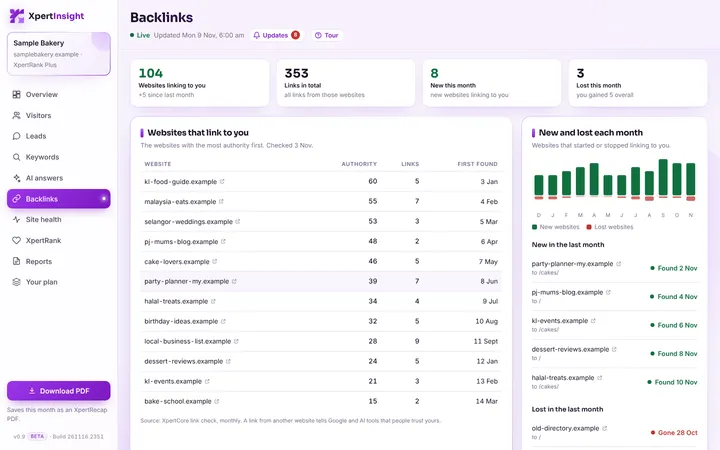 XpertInsight
Sample Bakery
samplebakery.example ·
XpertRank Plus
Overview
Visitors
Leads
Keywords
AI answers
Backlinks
Site health
XpertRank
Reports
Your plan
Download PDF
Saves this month as an XpertRecap
PDF.
v0.9 BETA · Build 261116.2351
Backlinks
Live Updated Mon 9 Nov, 6:00 am Updates 8 Tour
104
Websites linking to you
+5 since last month
353
Links in total
all links from those websites
8
New this month
new websites linking to you
3
Lost this month
you gained 5 overall
Websites that link to you
The websites with the most authority first. Checked 3 Nov.
WEBSITE AUTHORITY LINKS FIRST FOUND
kl-food-guide.example 60 5 3 Jan
malaysia-eats.example 55 7 4 Feb
selangor-weddings.example 53 3 5 Mar
pj-mums-blog.example 48 2 6 Apr
cake-lovers.example 46 5 7 May
party-planner-my.example 39 7 8 Jun
halal-treats.example 34 4 9 Jul
birthday-ideas.example 32 5 10 Aug
local-business-list.example 28 9 11 Sept
dessert-reviews.example 24 5 12 Jan
kl-events.example 21 3 13 Feb
bake-school.example 15 2 14 Mar
Source: XpertCore link check, monthly. A link from another website tells Google and AI tools that people trust yours.
New and lost each month
Websites that started or stopped linking to you.
D J F M A M J J A S O N
New websites Lost websites
New in the last month
party-planner-my.example
to /cakes/
Found 2 Nov
pj-mums-blog.example
to /
Found 4 Nov
kl-events.example
to /cakes/
Found 6 Nov
dessert-reviews.example
to /
Found 8 Nov
halal-treats.example
to /cakes/
Found 10 Nov
Lost in the last month
old-directory.example
to /
Gone 28 Oct